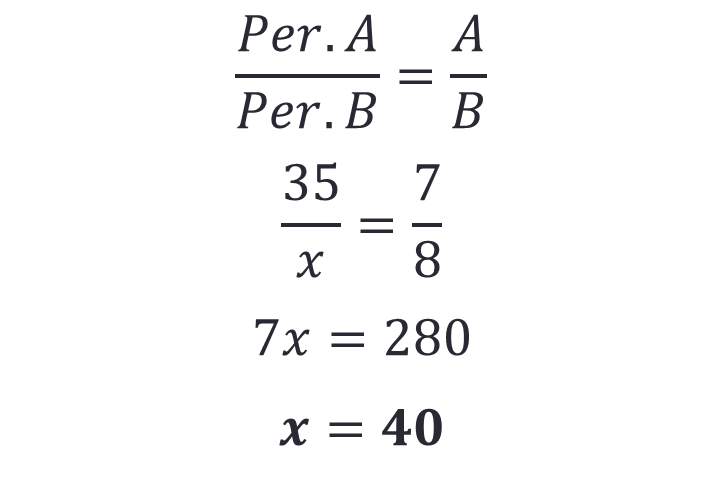 Per. A / Per. B = A / B
35 / x = 7 / 8
7x = 280
x = 40